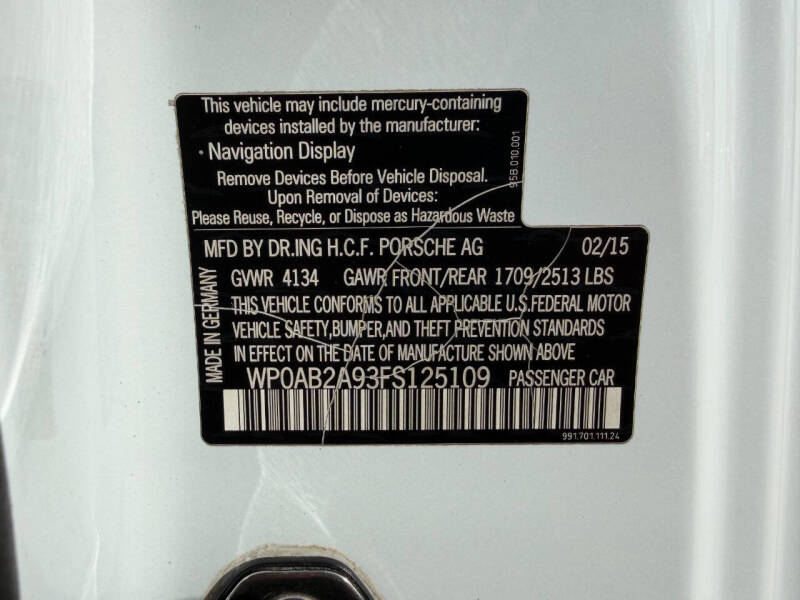 This vehicle may include mercury-containing
devices installed by the manufacturer:
• Navigation Display
Remove Devices Before Vehicle Disposal.
Upon Removal of Devices:
Please Reuse, Recycle, or Dispose as Hazardous Waste
95B.010.001
MFD BY DR.ING H.C.F. PORSCHE AG 02/15
GVWR 4134 GAWR FRONT/REAR 1709/2513 LBS
THIS VEHICLE CONFORMS TO ALL APPLICABLE U.S.FEDERAL MOTOR
VEHICLE SAFETY,BUMPER,AND THEFT PREVENTION STANDARDS
IN EFFECT ON THE DATE OF MANUFACTURE SHOWN ABOVE
WP0AB2A93FS125109 PASSENGER CAR
MADE IN GERMANY
991.701.111.24